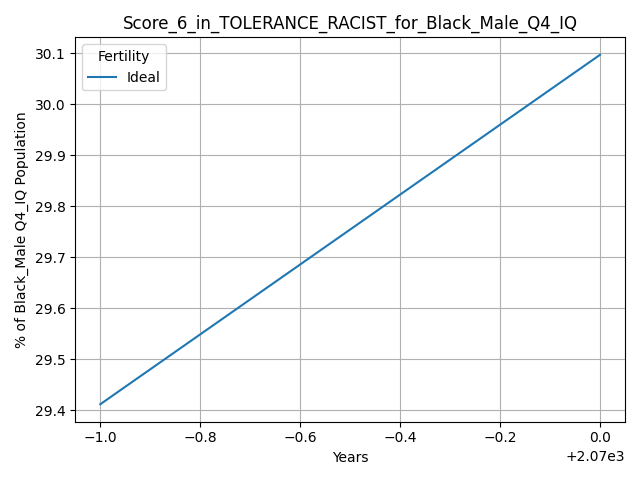 Score_6_in_TOLERANCE_RACIST_for_Black_Male_Q4_IQ
Fertility
Ideal
% of Black_Male Q4_IQ Population
30.1
30.0
29.9
29.8
29.7
29.6
29.5
29.4
−1.0 −0.8 −0.6 −0.4 −0.2 0.0
Years
+2.07e3